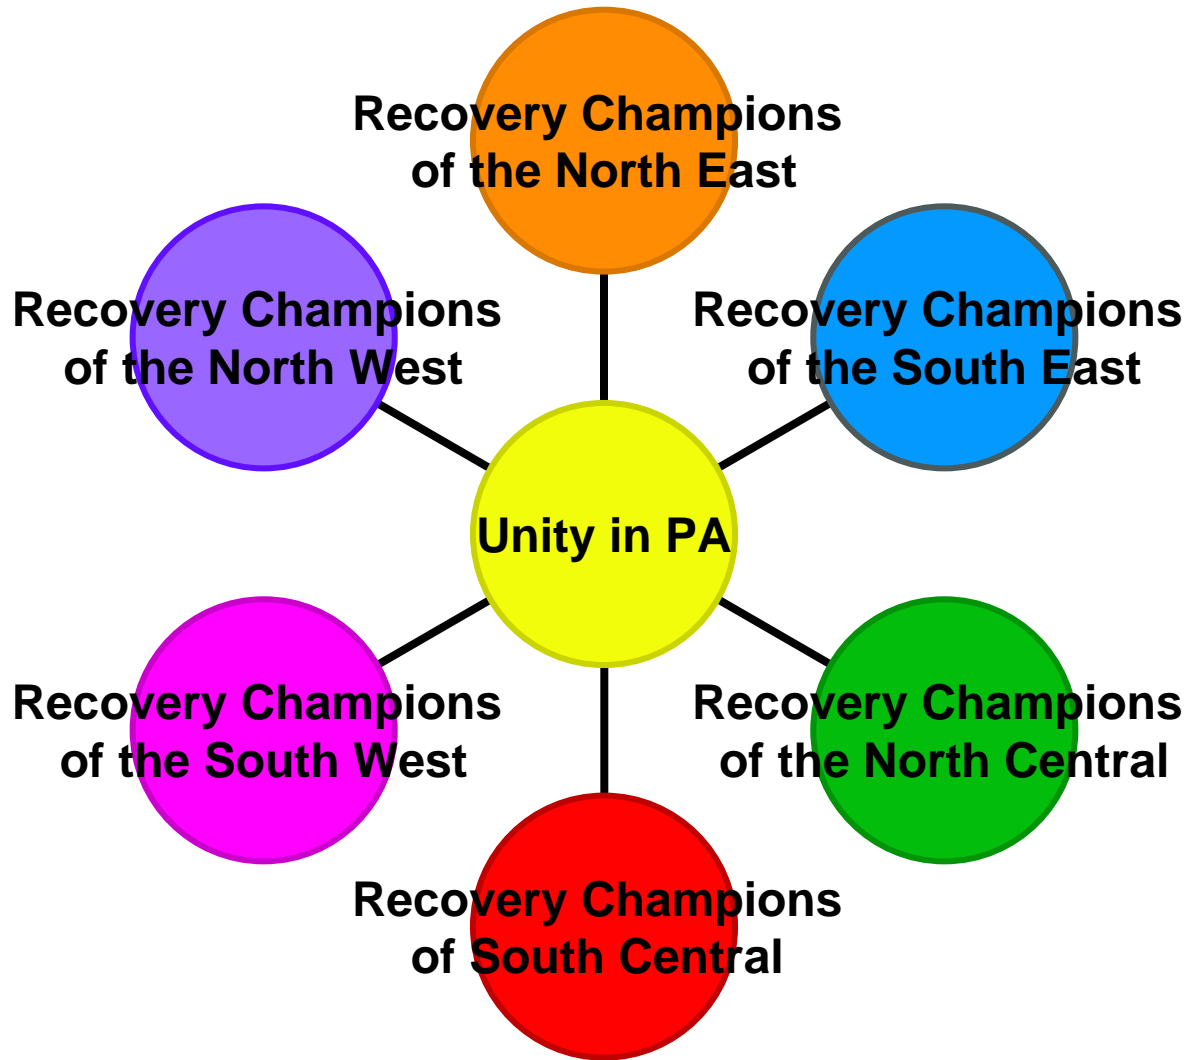 Recovery Champions
of the North East
Recovery Champions
of the North West
Recovery Champions
of the South East
Unity in PA
Recovery Champions
of the South West
Recovery Champions
of the North Central
Recovery Champions
of South Central